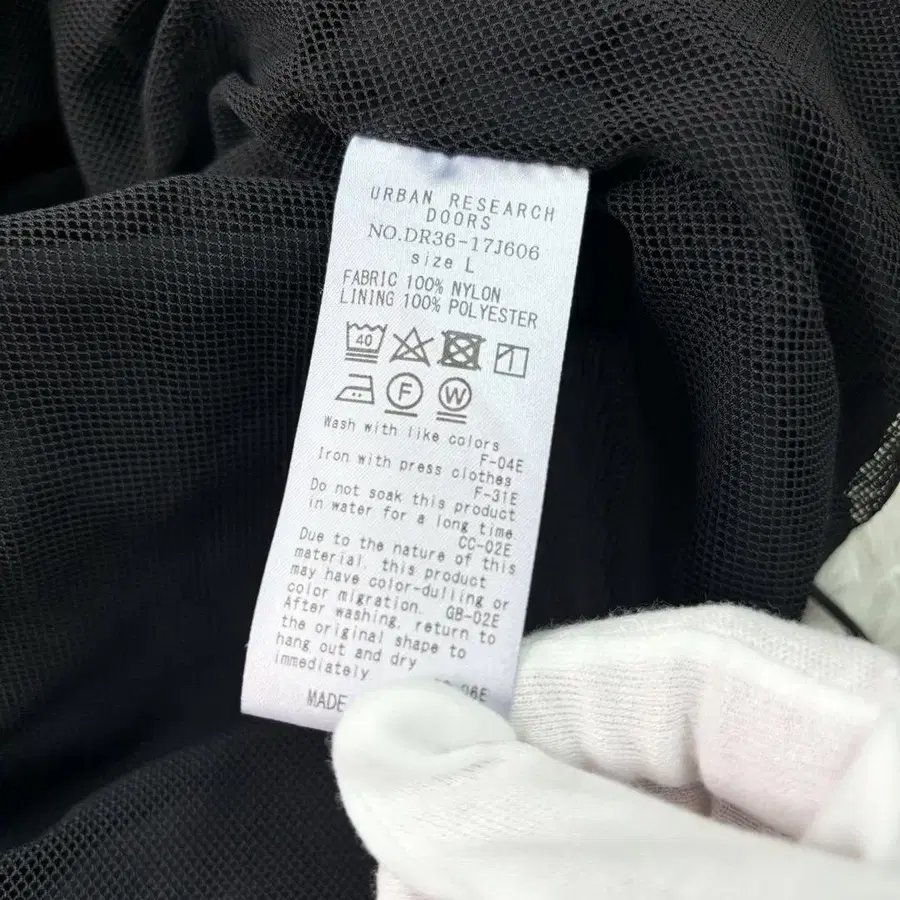 URBAN RESEARCH
DOORS
NO.DR36-17J606
size L
FABRIC 100% NYLON
LINING 100% POLYESTER
40
F W
Wash with like colors
F-04E
Iron with press clothes
F-31E
Do not soak this product
in water for a long time.
CC-02E
Due to the nature of this
material, this product
may have color-dulling or
color migration. GB-02E
After washing, return to
the original shape to
hang out and dry
immediately
06E
MADE